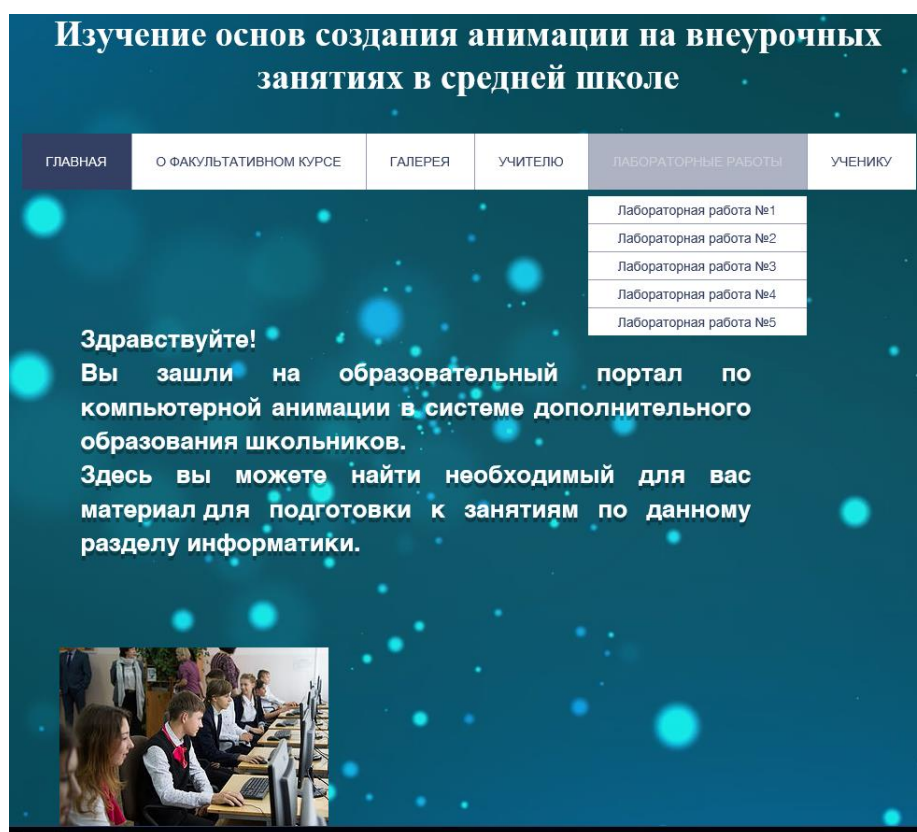 Изучение основ создания анимации на внеурочных
занятиях в средней школе
ГЛАВНАЯ
О ФАКУЛЬТАТИВНОМ КУРСЕ
ГАЛЕРЕЯ
УЧИТЕЛЮ
ЛАБОРАТОРНЫЕ РАБОТЫ
УЧЕНИКУ
Лабораторная работа №1
Лабораторная работа №2
Лабораторная работа №3
Лабораторная работа №4
Лабораторная работа №5
Здравствуйте!
Вы зашли на образовательный портал по
компьютерной анимации в системе дополнительного
образования школьников.
Здесь вы можете найти необходимый для вас
материал для подготовки к занятиям по данному
разделу информатики.